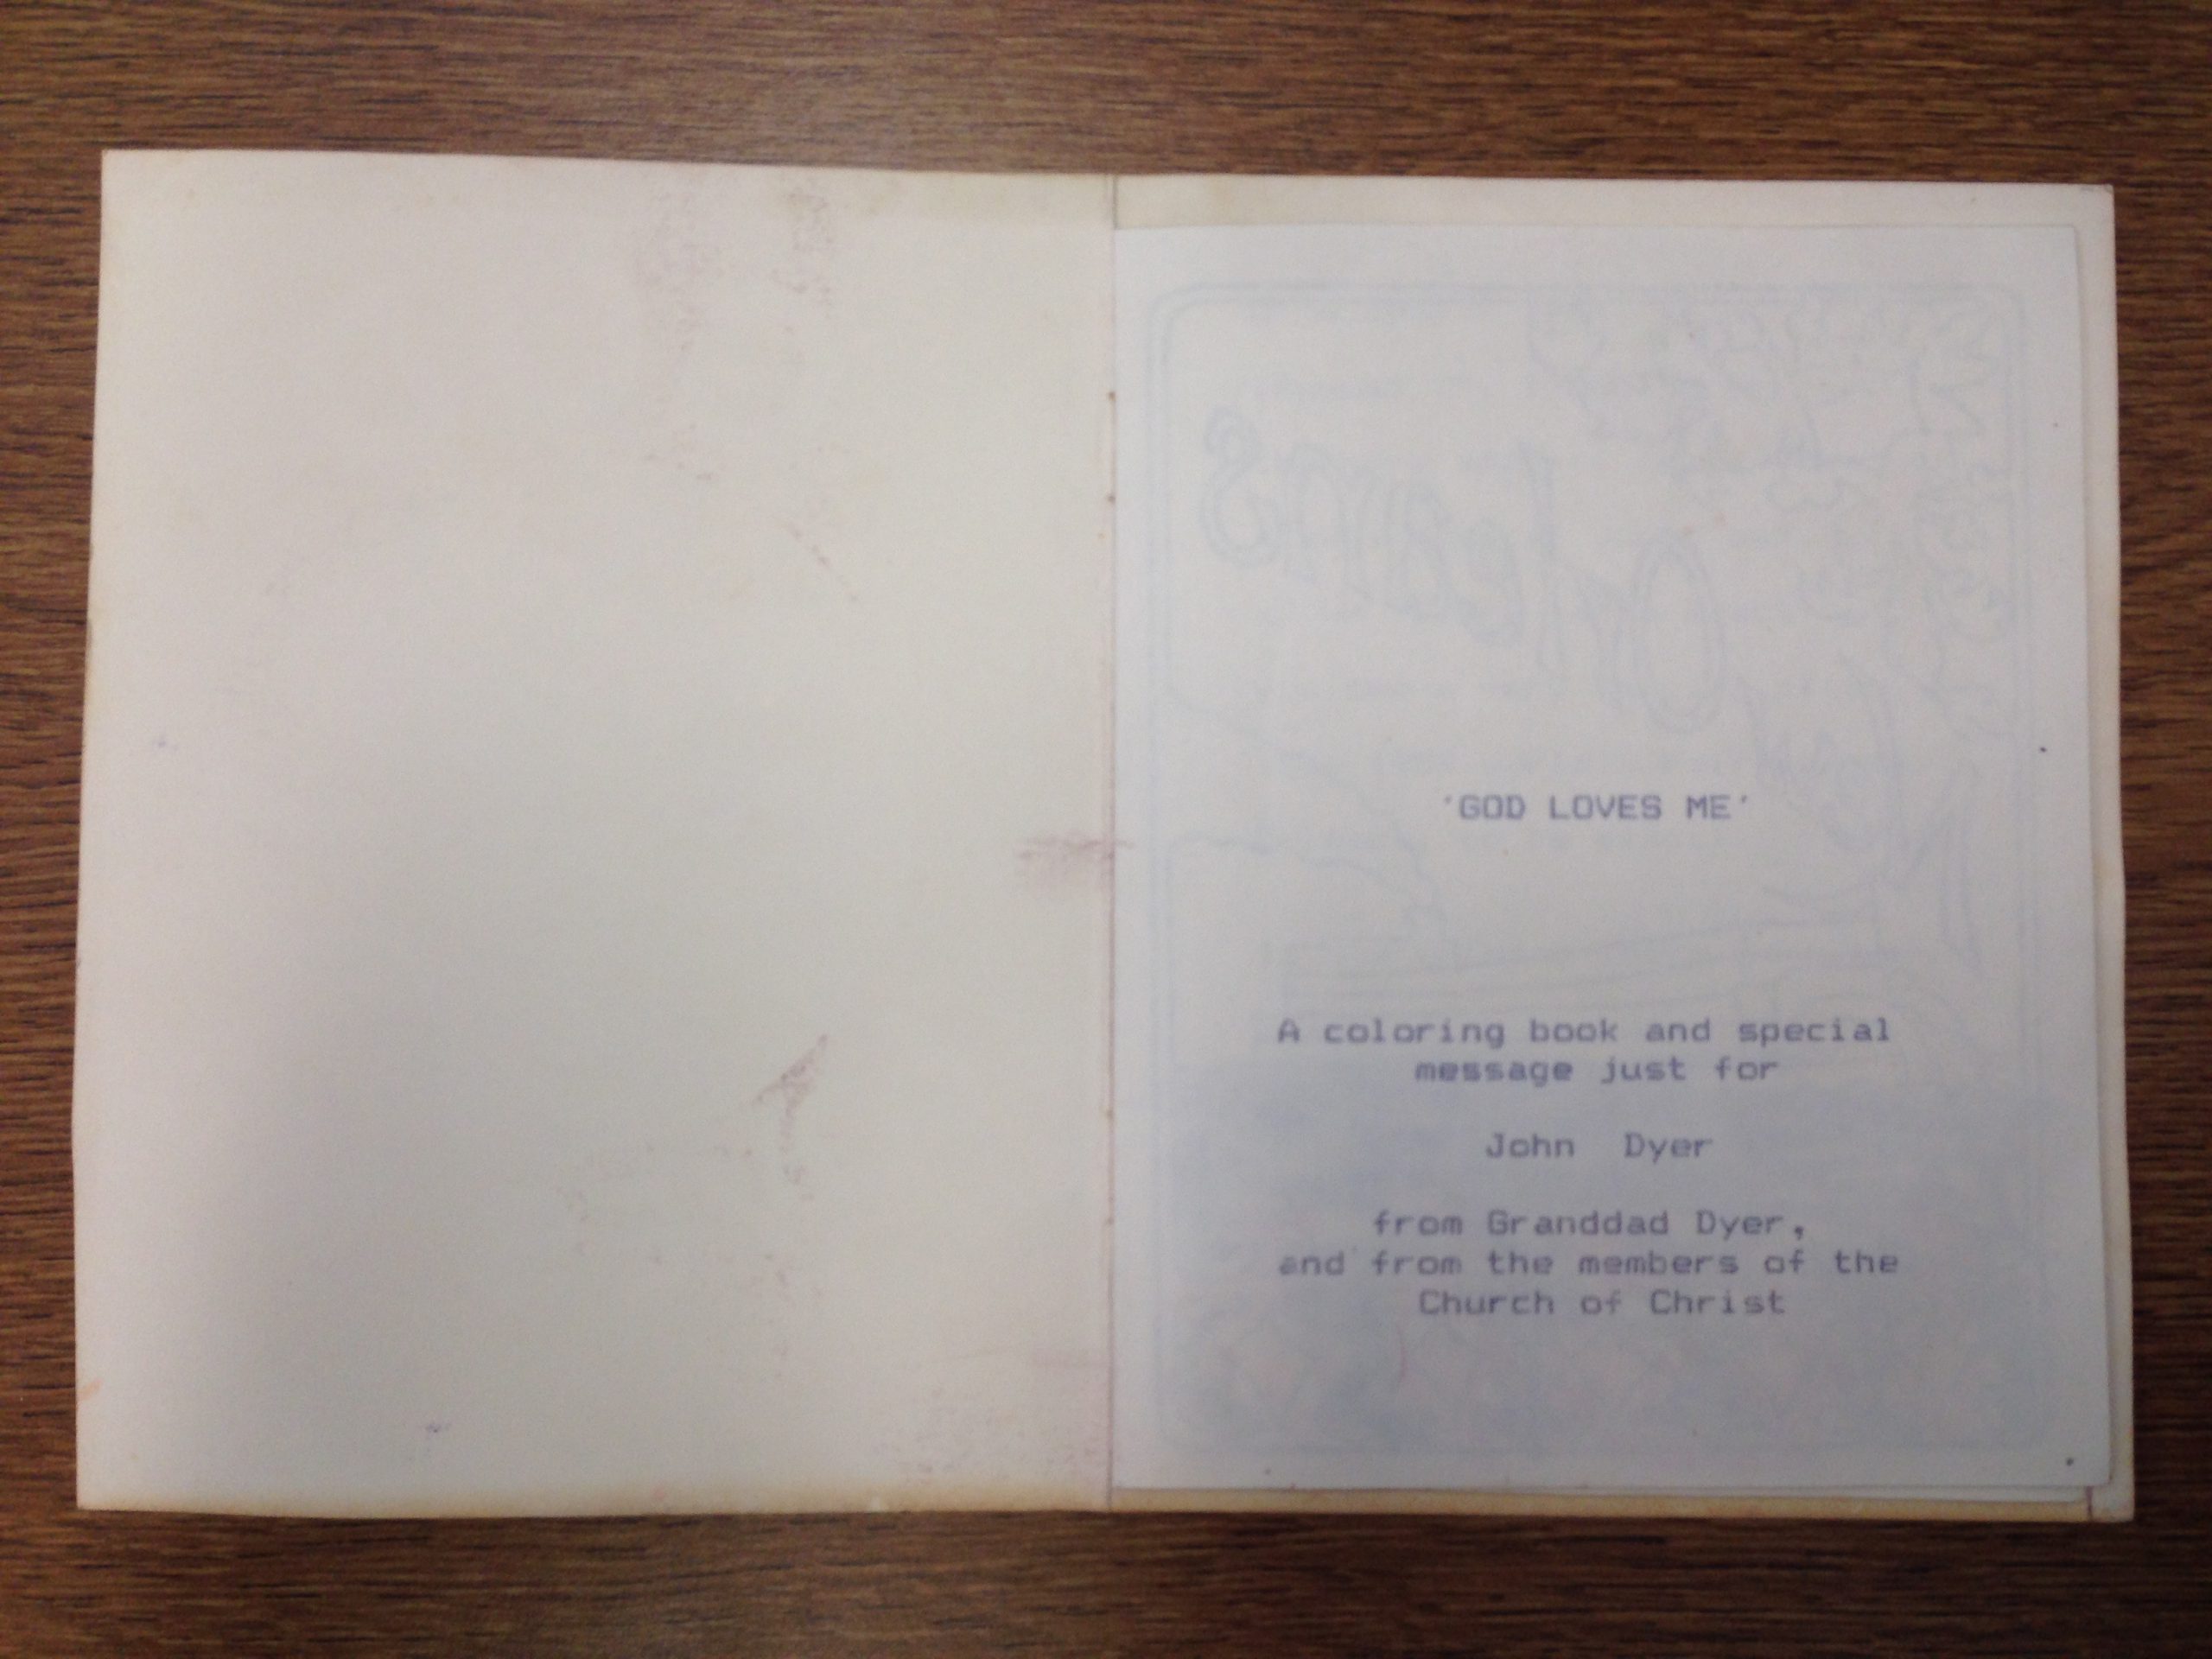 'GOD LOVES ME'
A coloring book and special
message just for
John Dyer
from Granddad Dyer,
and from the members of the
Church of Christ